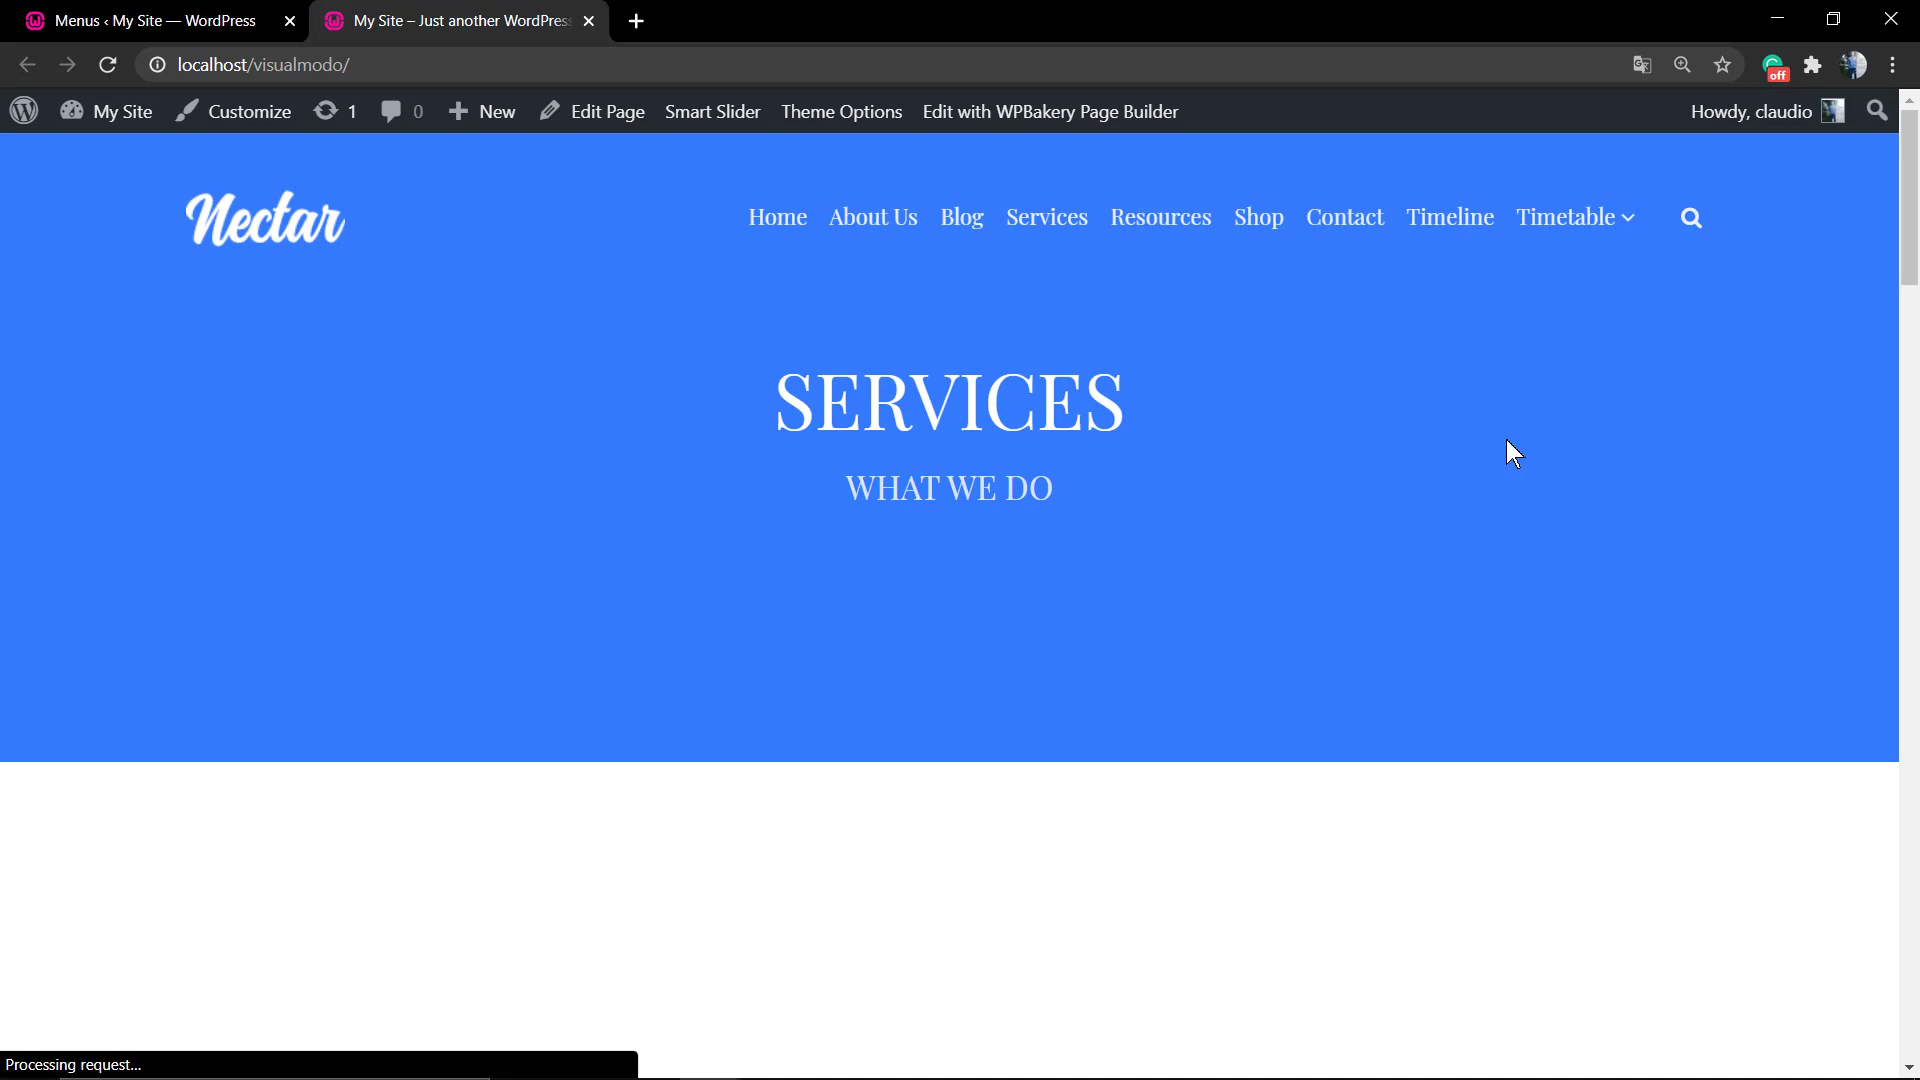 Menus ‹ My Site — WordPress
My Site – Just another WordPress
localhost/visualmodo/
off
My Site Customize 1 0 New Edit Page Smart Slider Theme Options Edit with WPBakery Page Builder Howdy, claudio
Nectar
Home About Us Blog Services Resources Shop Contact Timeline Timetable
SERVICES
WHAT WE DO
Processing request...